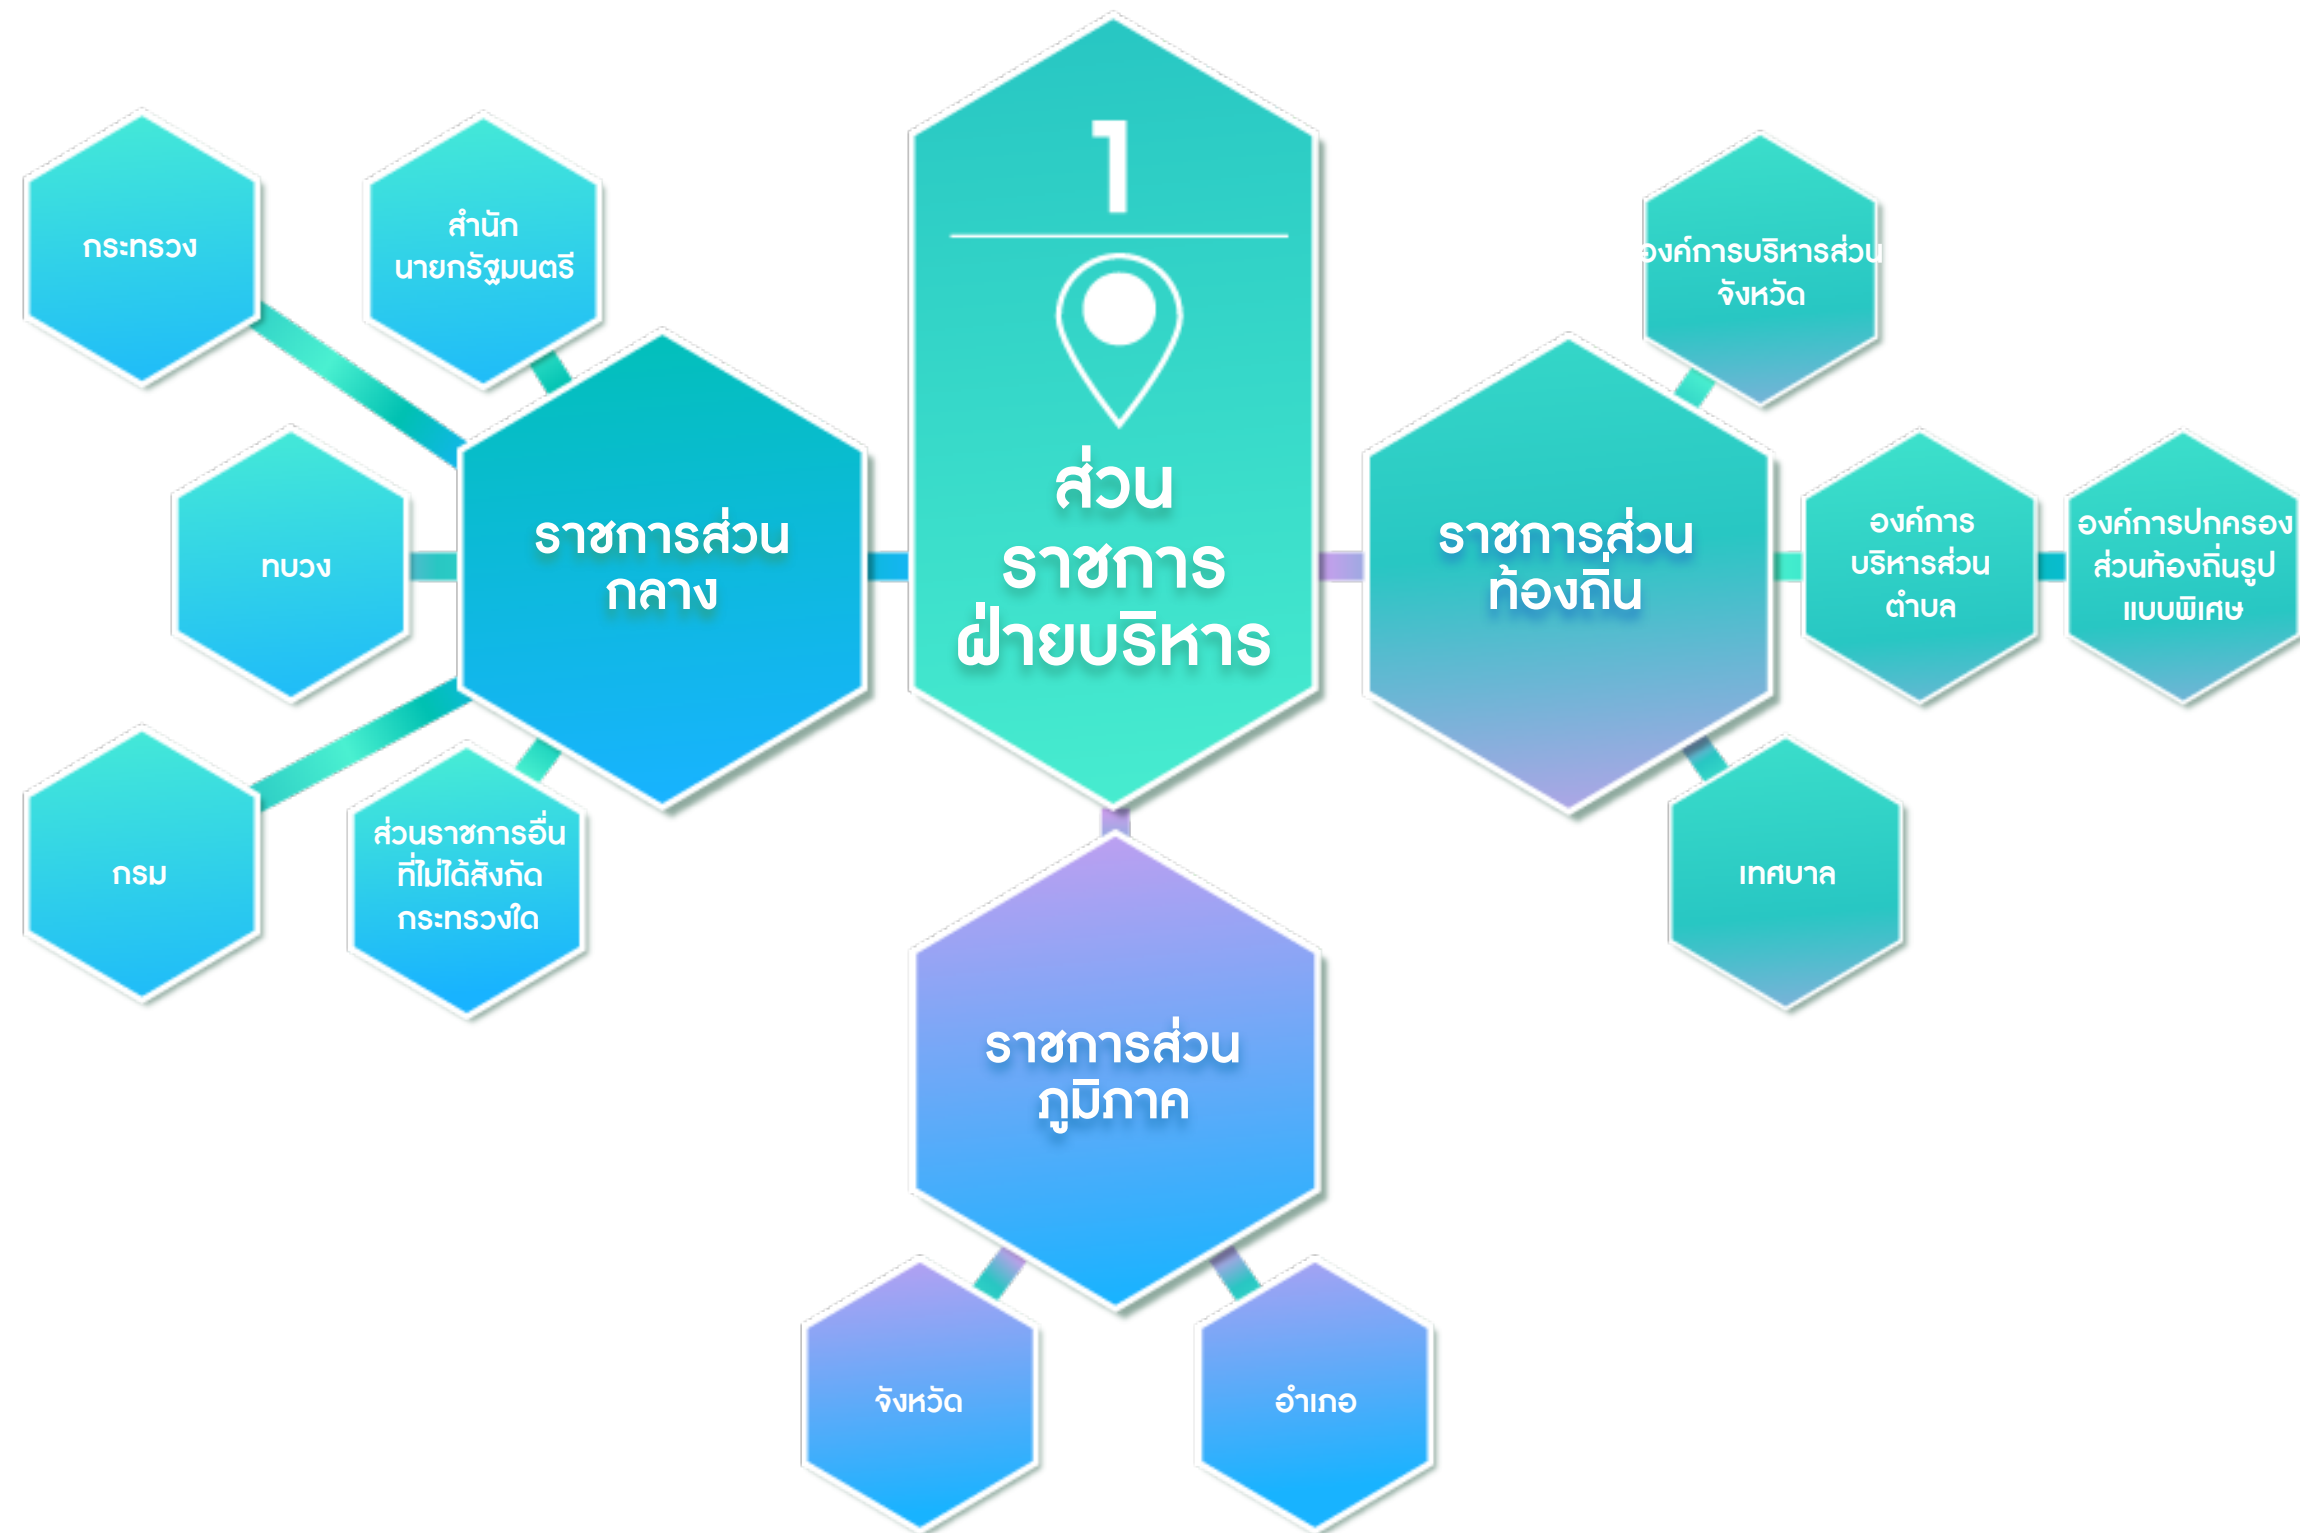 1
ส่วน
ราชการ
ฝ่ายบริหาร
กระทรวง
สำนัก
นายกรัฐมนตรี
ทบวง
ราชการส่วน
กลาง
กรม
ส่วนราชการอื่น
ที่ไม่ได้สังกัด
กระทรวงใด
ราชการส่วน
ท้องถิ่น
องค์การบริหารส่วน
จังหวัด
องค์การ
บริหารส่วน
ตำบล
องค์การปกครอง
ส่วนท้องถิ่นรูป
แบบพิเศษ
เทศบาล
ราชการส่วน
ภูมิภาค
จังหวัด
อำเภอ